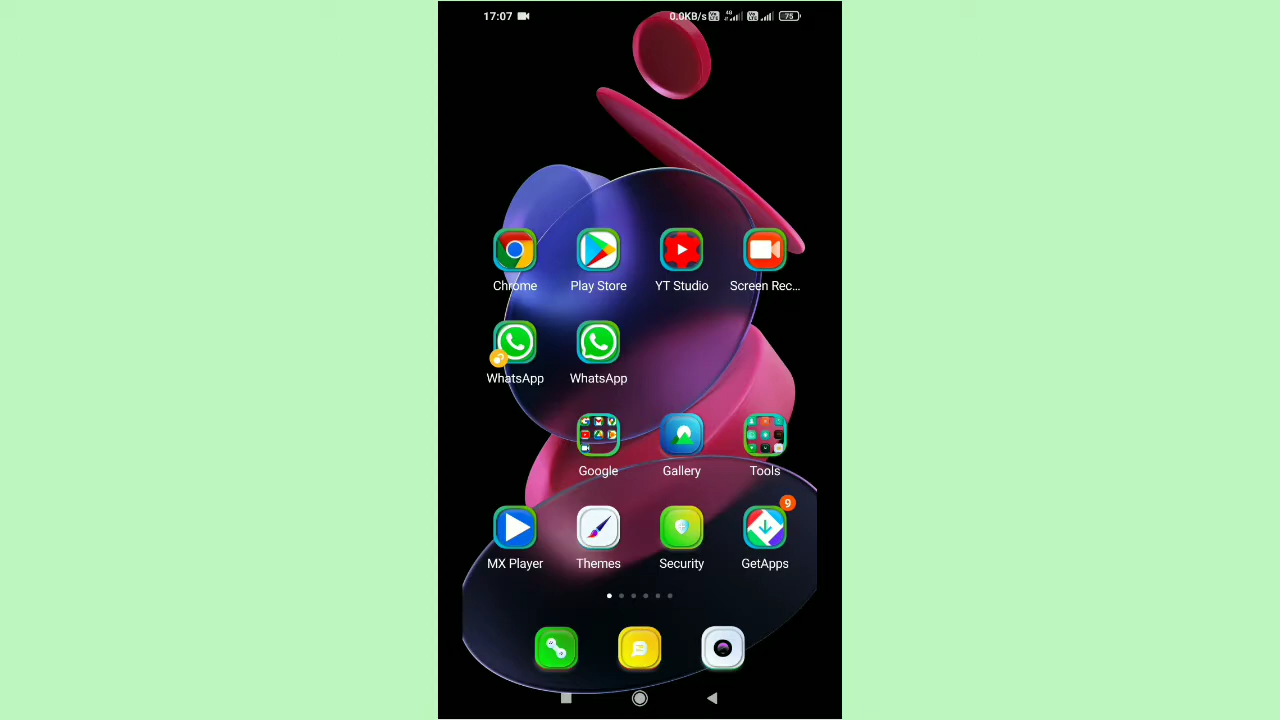 17:07 0.0KB/s 4G 75
Chrome Play Store YT Studio Screen Rec...
WhatsApp WhatsApp
Google Gallery Tools
9
MX Player Themes Security GetApps